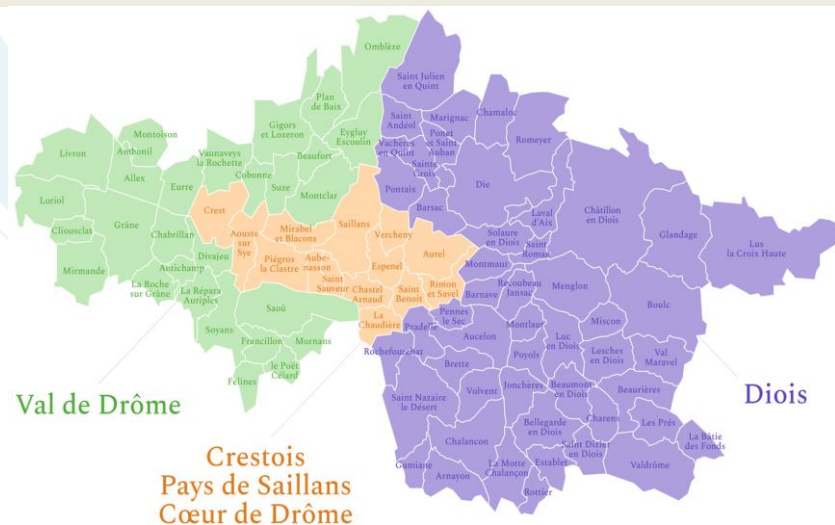 Omblèze
Saint Julien
en Quint
Plan
de Baix
Gigors
et Lozeron
Eygluy
Escoulin
Saint
Andéol
Marignac
Chamaloc
Ponet
et Saint
Auban
Romeyer
Vachères
en Quint
Sainte
Croix
Montoison
Livron
Ambonil
Vaunaveys
la Rochette
Beaufort
Allex
Eurre
Cobonne
Suze
Montclar
Pontaix
Die
Barsac
Loriol
Crest
Saillans
Laval
d'Aix
Châtillon
en Diois
Glandage
Lus
la Croix Haute
Cliousclat
Grâne
Chabrillan
Aouste
sur
Sye
Mirabel
et Blacons
Vercheny
Solaure
en Diois
Saint
Roman
Mirmande
Divajeu
Autichamp
Piégros
la Clastre
Aube-
nasson
Espenel
Aurel
Montmaur
La Roche
sur Grâne
La Répara
Auriples
Saint
Sauveur
Chastel
Arnaud
Saint
Benoit
Rimon
et Savel
Barnave
Recoubeau
Jansac
Menglon
Boulc
Saoû
La
Chaudière
Pradelle
Pennes
le Sec
Aucelon
Montlaur
Luc
en Diois
Miscon
Soyans
Francillon
Mornans
Rochefourchat
Brette
Poyols
Lesches
en Diois
Val
Maravel
Felines
le Poët
Célard
Saint Nazaire
le Désert
Volvent
Jonchères
Beaumont
en Diois
Beaurières
Bellegarde
en Diois
Charens
Les Prés
La Bâtie
des Fonds
Chalancon
Saint Dizier
en Diois
Establet
Valdrôme
Gumiane
Arnayon
La Motte
Chalançon
Rottier
Val de Drôme
Diois
Crestois
Pays de Saillans
Cœur de Drôme